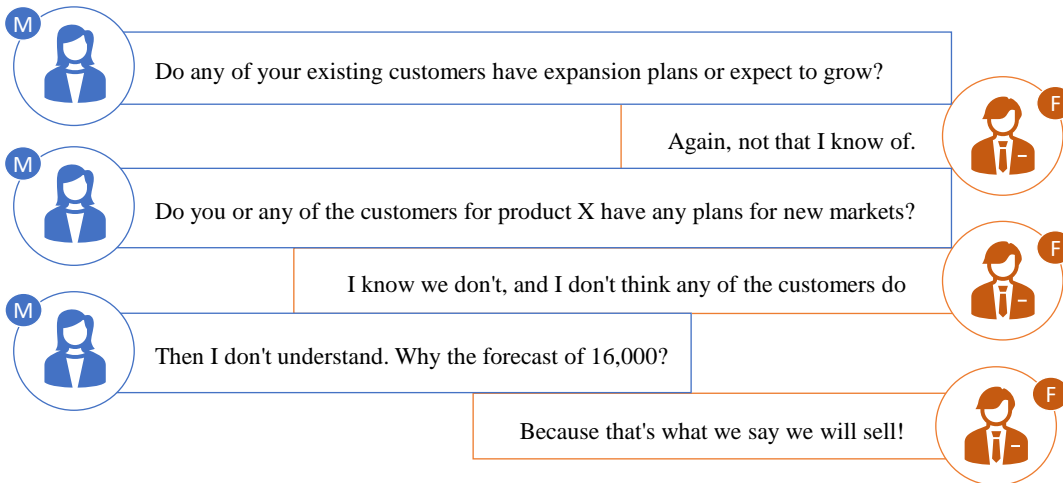 M
Do any of your existing customers have expansion plans or expect to grow?
F
Again, not that I know of.
M
Do you or any of the customers for product X have any plans for new markets?
F
I know we don't, and I don't think any of the customers do
M
Then I don't understand. Why the forecast of 16,000?
F
Because that's what we say we will sell!